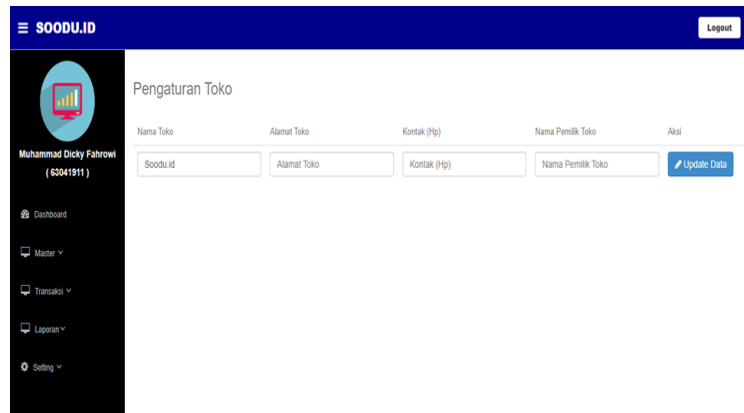 SOODU.ID
Logout
Muhammad Dicky Fahrowi
( 63041911 )
Dashboard
Master
Transaksi
Laporan
Setting
Pengaturan Toko
Nama Toko Alamat Toko Kontak (Hp) Nama Pemilik Toko Aksi
Soodu.id Alamat Toko Kontak (Hp) Nama Pemilik Toko Update Data